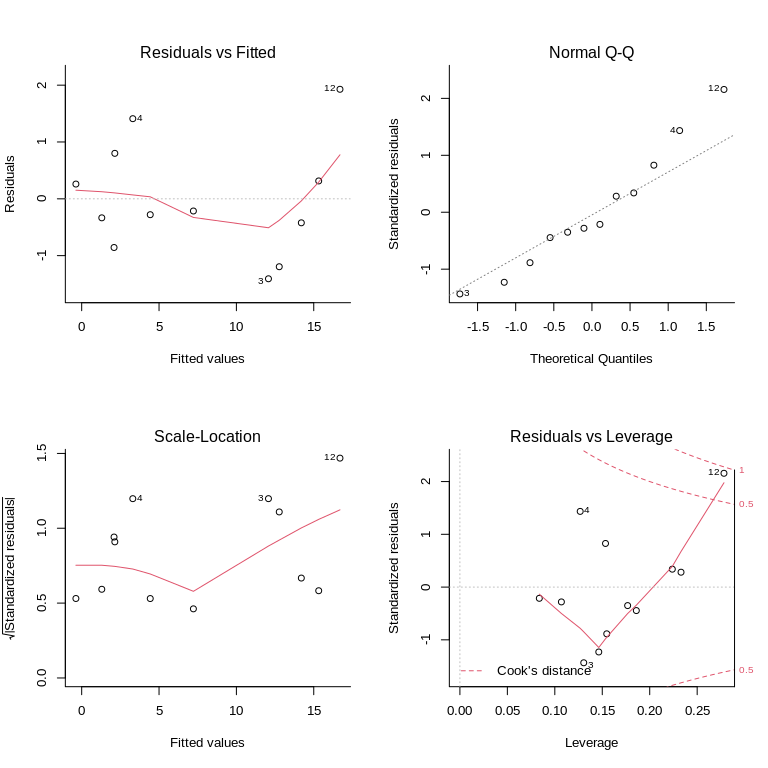 Residuals vs Fitted
Residuals
2
1
0
-1
12
4
3
0 5 10 15
Fitted values
Normal Q-Q
Standardized residuals
2
1
0
-1
12
4
3
-1.5 -1.0 -0.5 0.0 0.5 1.0 1.5
Theoretical Quantiles
Scale-Location
√|Standardized residuals|
1.5
1.0
0.5
0.0
12
4
3
0 5 10 15
Fitted values
Residuals vs Leverage
Standardized residuals
2
1
0
-1
12
4
3
1
0.5
0.5
Cook's distance
0.00 0.05 0.10 0.15 0.20 0.25
Leverage